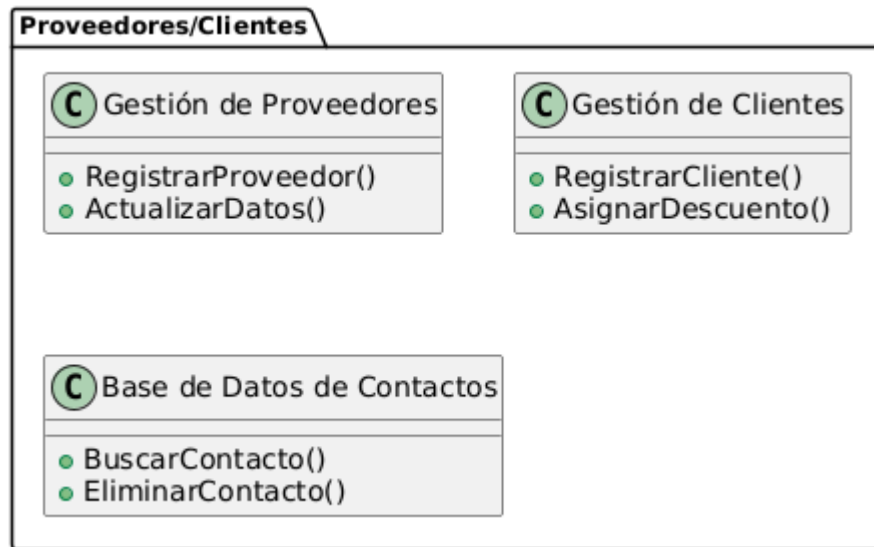 Proveedores/Clientes
C Gestión de Proveedores
RegistrarProveedor()
ActualizarDatos()
C Gestión de Clientes
RegistrarCliente()
AsignarDescuento()
C Base de Datos de Contactos
BuscarContacto()
EliminarContacto()